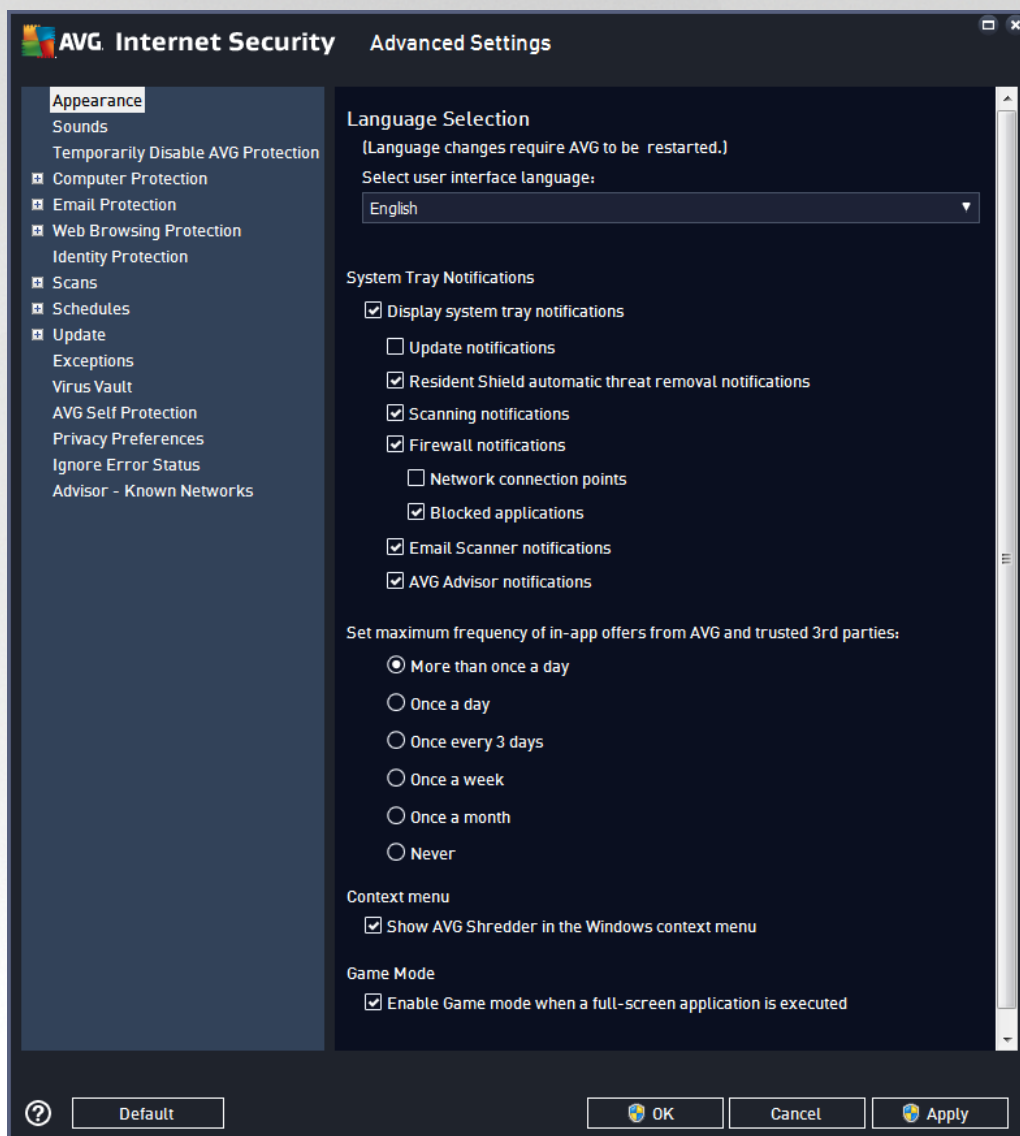 AVG. Internet Security Advanced Settings
Appearance
Sounds
Temporarily Disable AVG Protection
Computer Protection
Email Protection
Web Browsing Protection
Identity Protection
Scans
Schedules
Update
Exceptions
Virus Vault
AVG Self Protection
Privacy Preferences
Ignore Error Status
Advisor - Known Networks
Language Selection
(Language changes require AVG to be restarted.)
Select user interface language:
English
System Tray Notifications
Display system tray notifications
Update notifications
Resident Shield automatic threat removal notifications
Scanning notifications
Firewall notifications
Network connection points
Blocked applications
Email Scanner notifications
AVG Advisor notifications
Set maximum frequency of in-app offers from AVG and trusted 3rd parties:
More than once a day
Once a day
Once every 3 days
Once a week
Once a month
Never
Context menu
Show AVG Shredder in the Windows context menu
Game Mode
Enable Game mode when a full-screen application is executed
? Default OK Cancel Apply